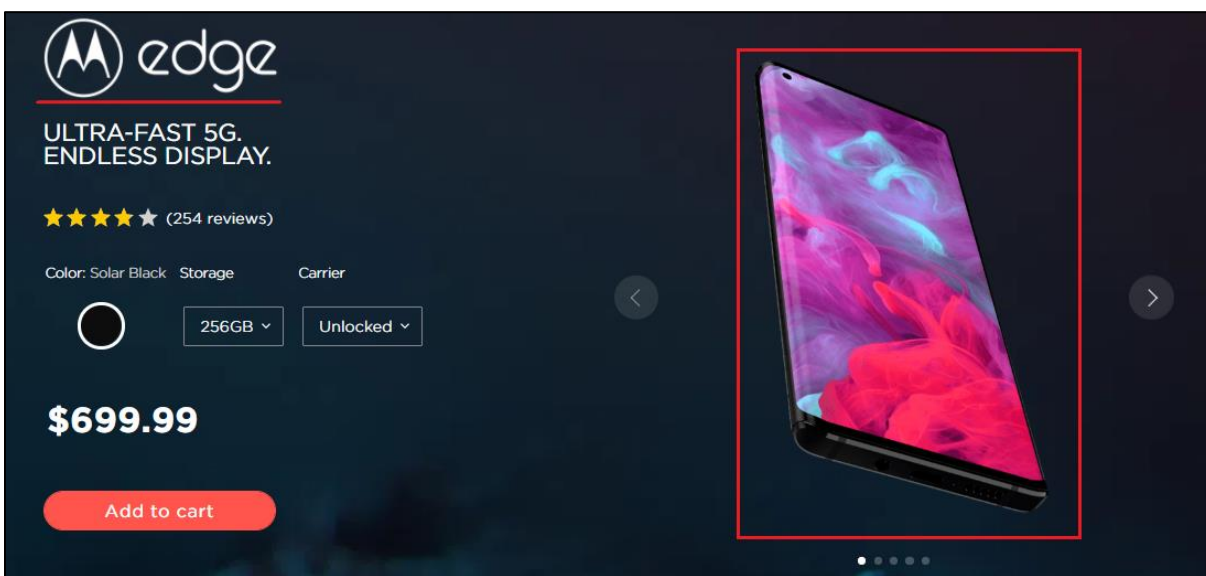 edge
ULTRA-FAST 5G.
ENDLESS DISPLAY.
(254 reviews)
Color: Solar Black Storage Carrier
256GB Unlocked
$699.99
Add to cart